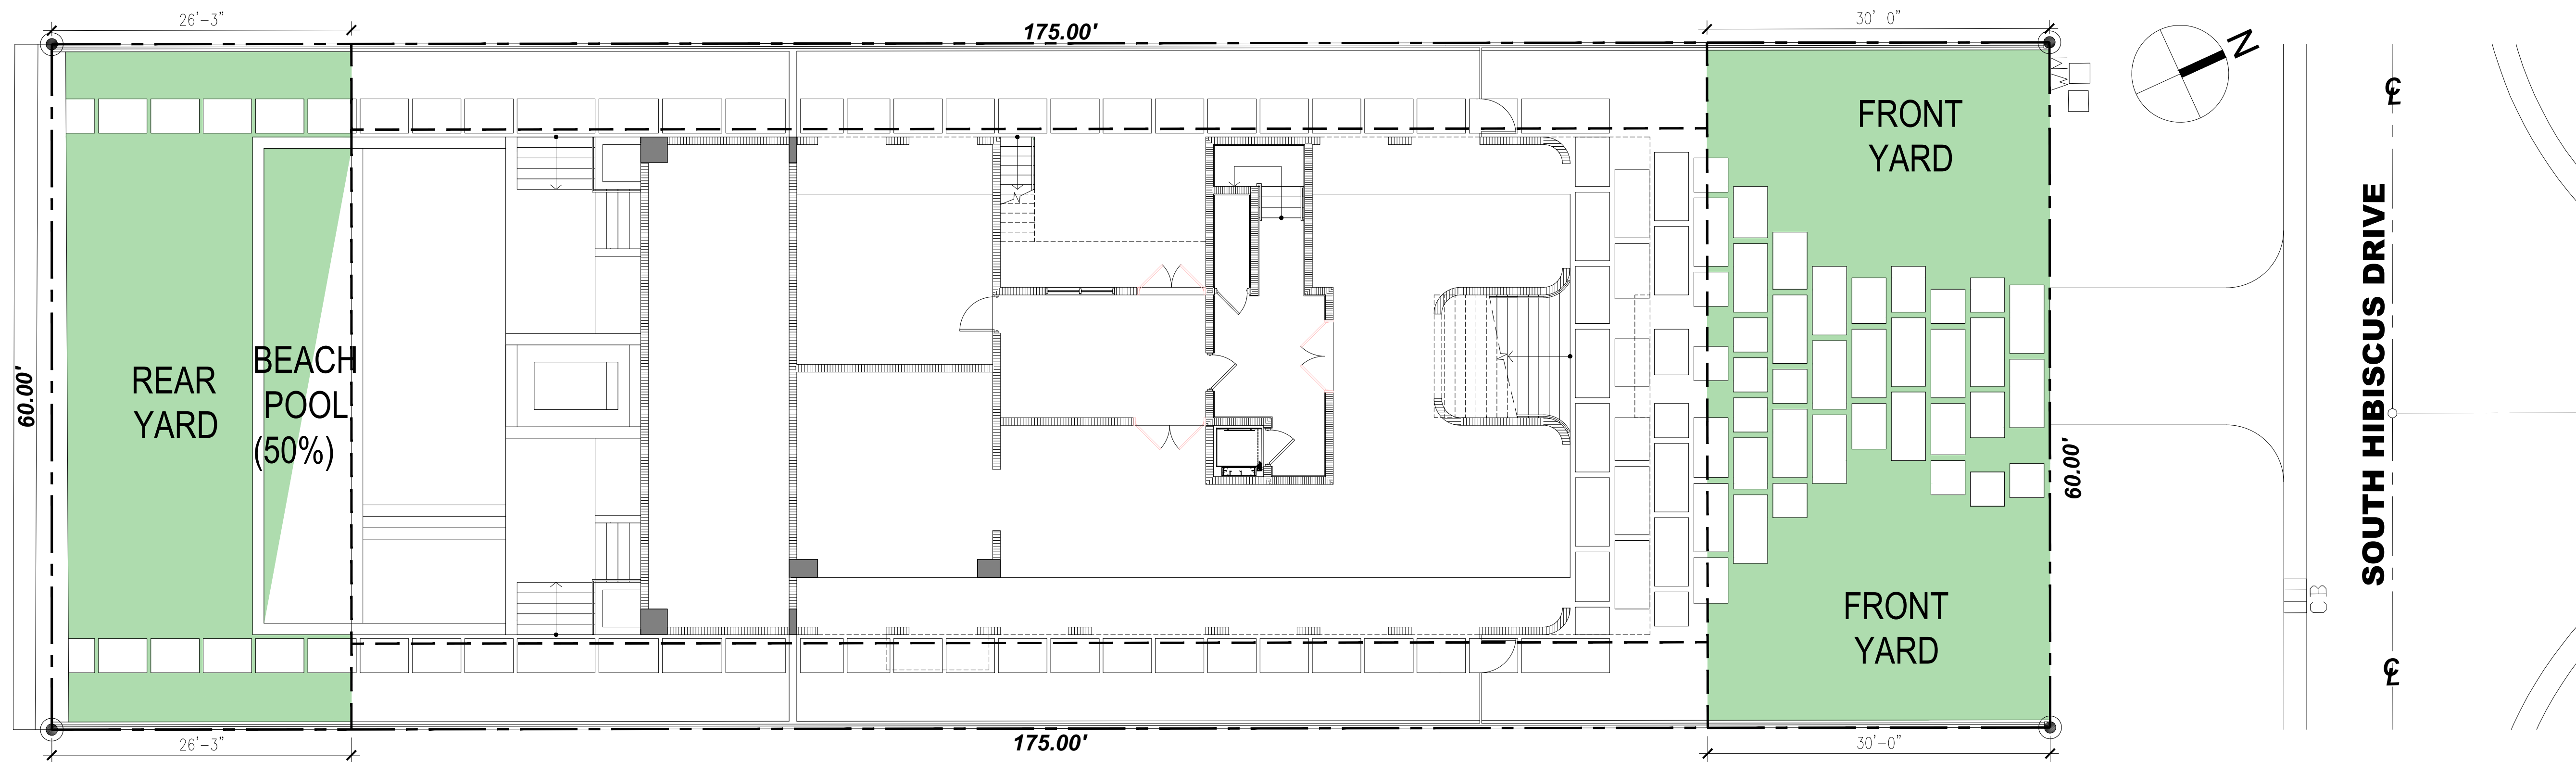 26'-3"
175.00'
30'-0"
N
W
FRONT
YARD
℄
60.00'
REAR
YARD
BEACH
POOL
(50%)
60.00'
SOUTH HIBISCUS DRIVE
CB
FRONT
YARD
℄
26'-3"
175.00'
30'-0"